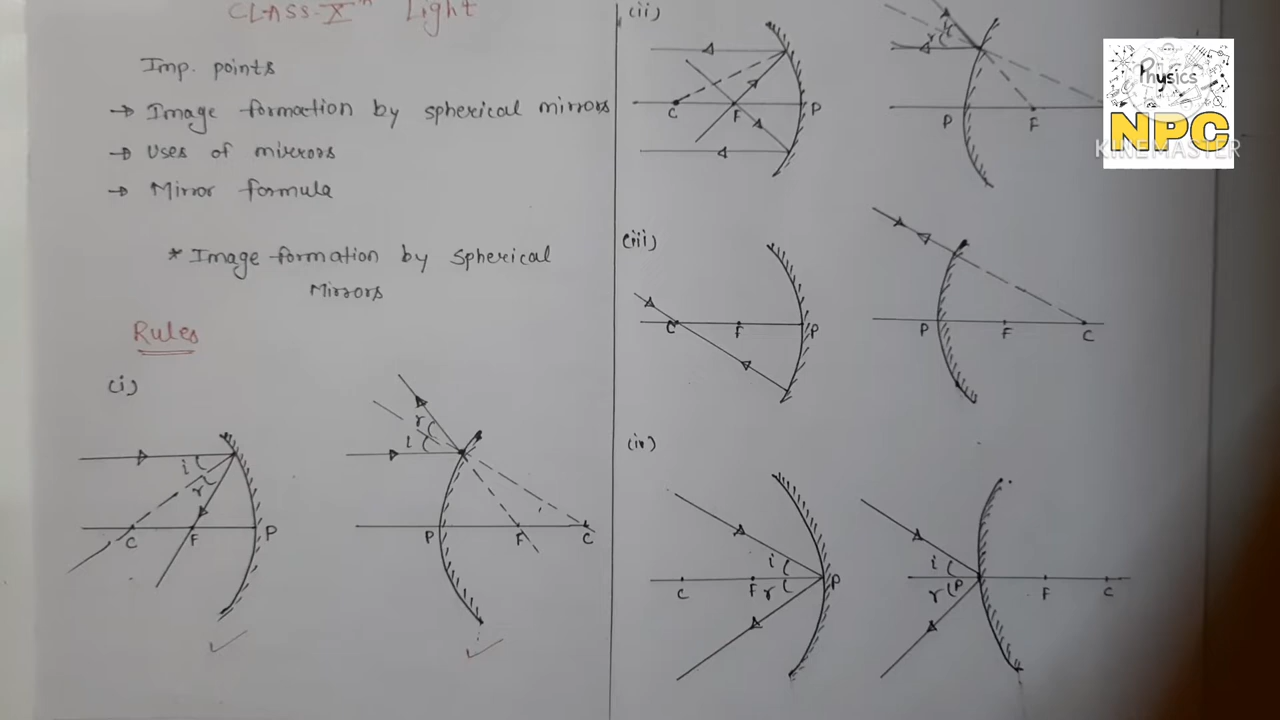 CLASS-Xth Light
Imp. points
→ Image formation by spherical mirrors
→ Uses of mirrors
→ Mirror formula
* Image formation by spherical
Mirrors
Rules
(i)
i
r
C F P
r
i
P F C
(ii)
C F P
r
P F
(iii)
C F P
P F C
(iv)
i
r
C F P
i
r
P F C
Physics
NPC
KINEMASTER